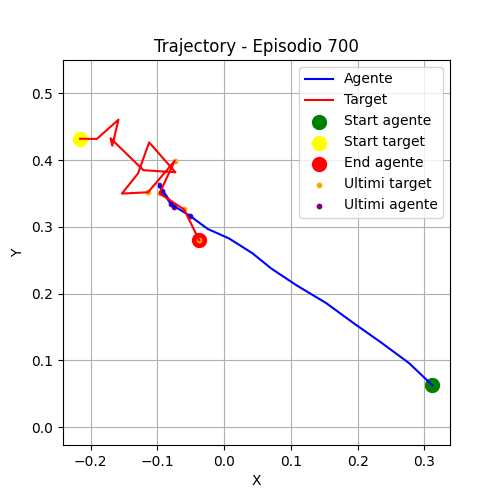 Trajectory - Episodio 700
Agente
Target
Start agente
Start target
End agente
Ultimi target
Ultimi agente
0.5
0.4
0.3
0.2
0.1
0.0
Y
−0.2
−0.1
0.0
0.1
0.2
0.3
X